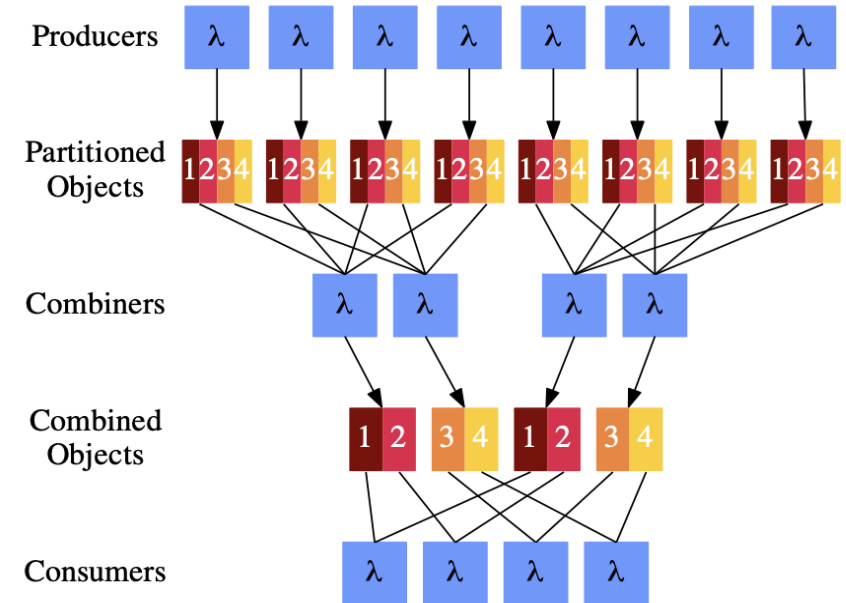 Producers λ λ λ λ λ λ λ λ
Partitioned
Objects
1234 1234 1234 1234 1234 1234 1234 1234
Combiners λ λ λ λ
Combined
Objects
1 2 3 4 1 2 3 4
Consumers λ λ λ λ